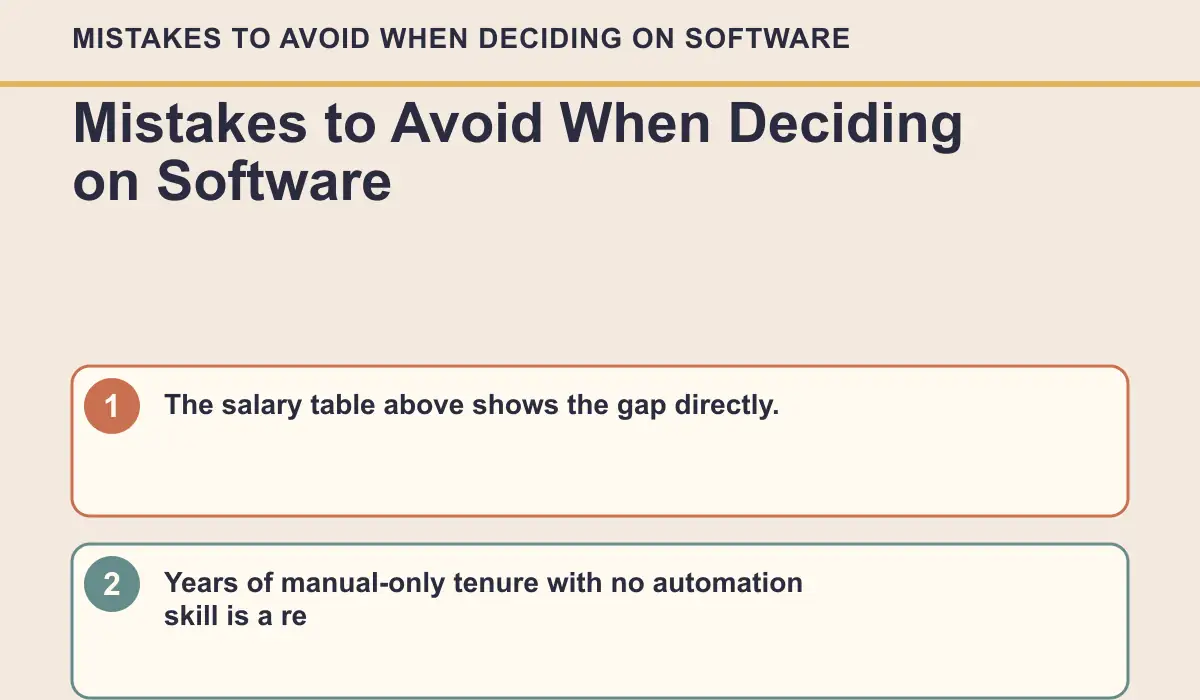 MISTAKES TO AVOID WHEN DECIDING ON SOFTWARE
Mistakes to Avoid When Deciding
on Software
1
The salary table above shows the gap directly.
2
Years of manual-only tenure with no automation
skill is a re